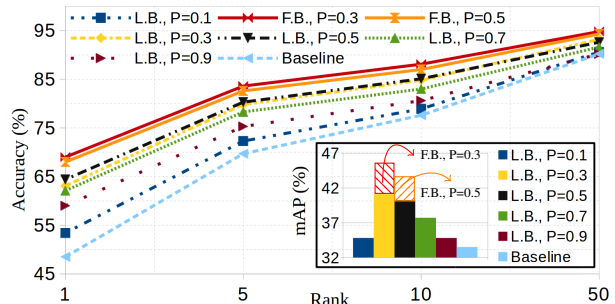 L.B., P=0.1 F.B., P=0.3 F.B., P=0.5
L.B., P=0.3 L.B., P=0.5 L.B., P=0.7
L.B., P=0.9 Baseline
Accuracy (%)
95
85
75
65
55
45
1 5 10 50
Rank
mAP (%)
47
42
37
32
F.B., P=0.3
F.B., P=0.5
L.B., P=0.1
L.B., P=0.3
L.B., P=0.5
L.B., P=0.7
L.B., P=0.9
Baseline